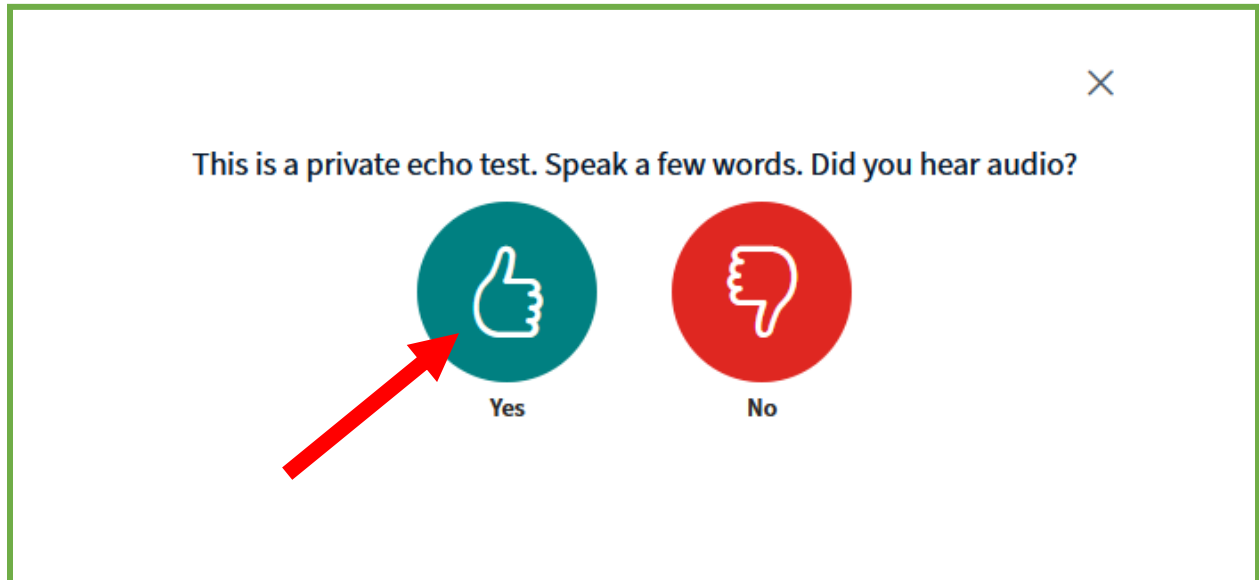 This is a private echo test. Speak a few words. Did you hear audio?
Yes No